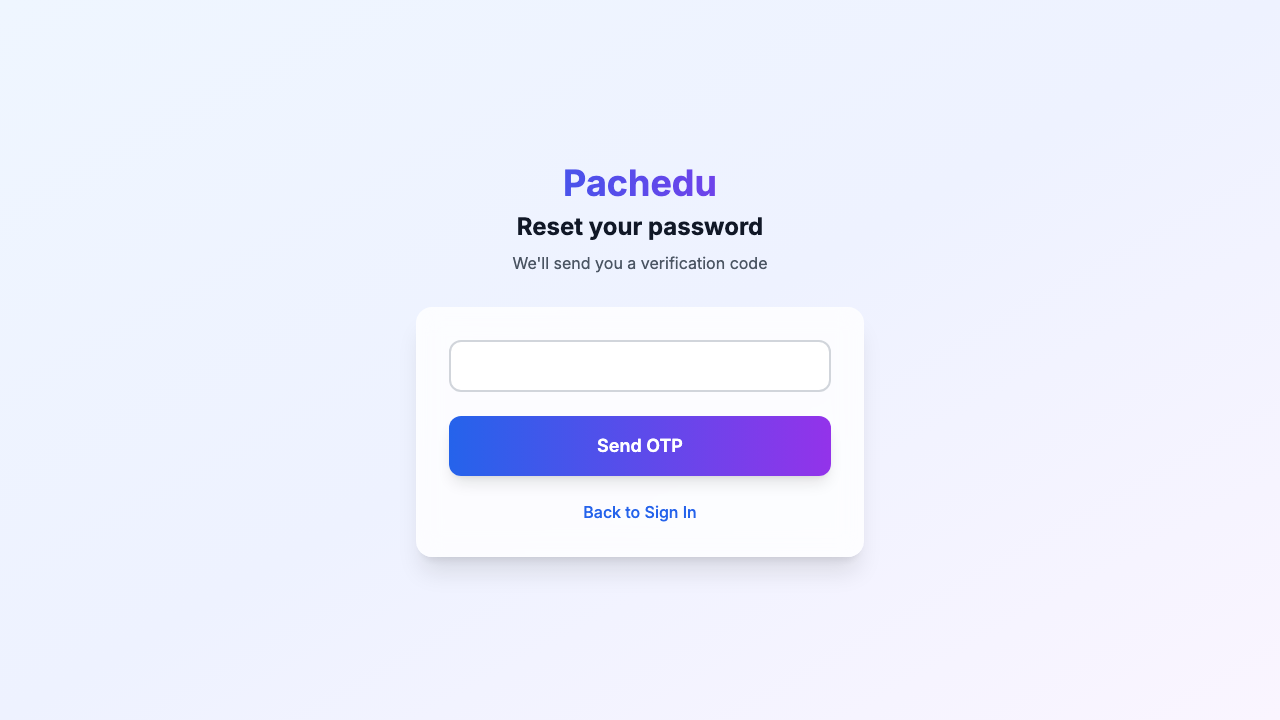 Pachedu
Reset your password
We'll send you a verification code
Send OTP
Back to Sign In